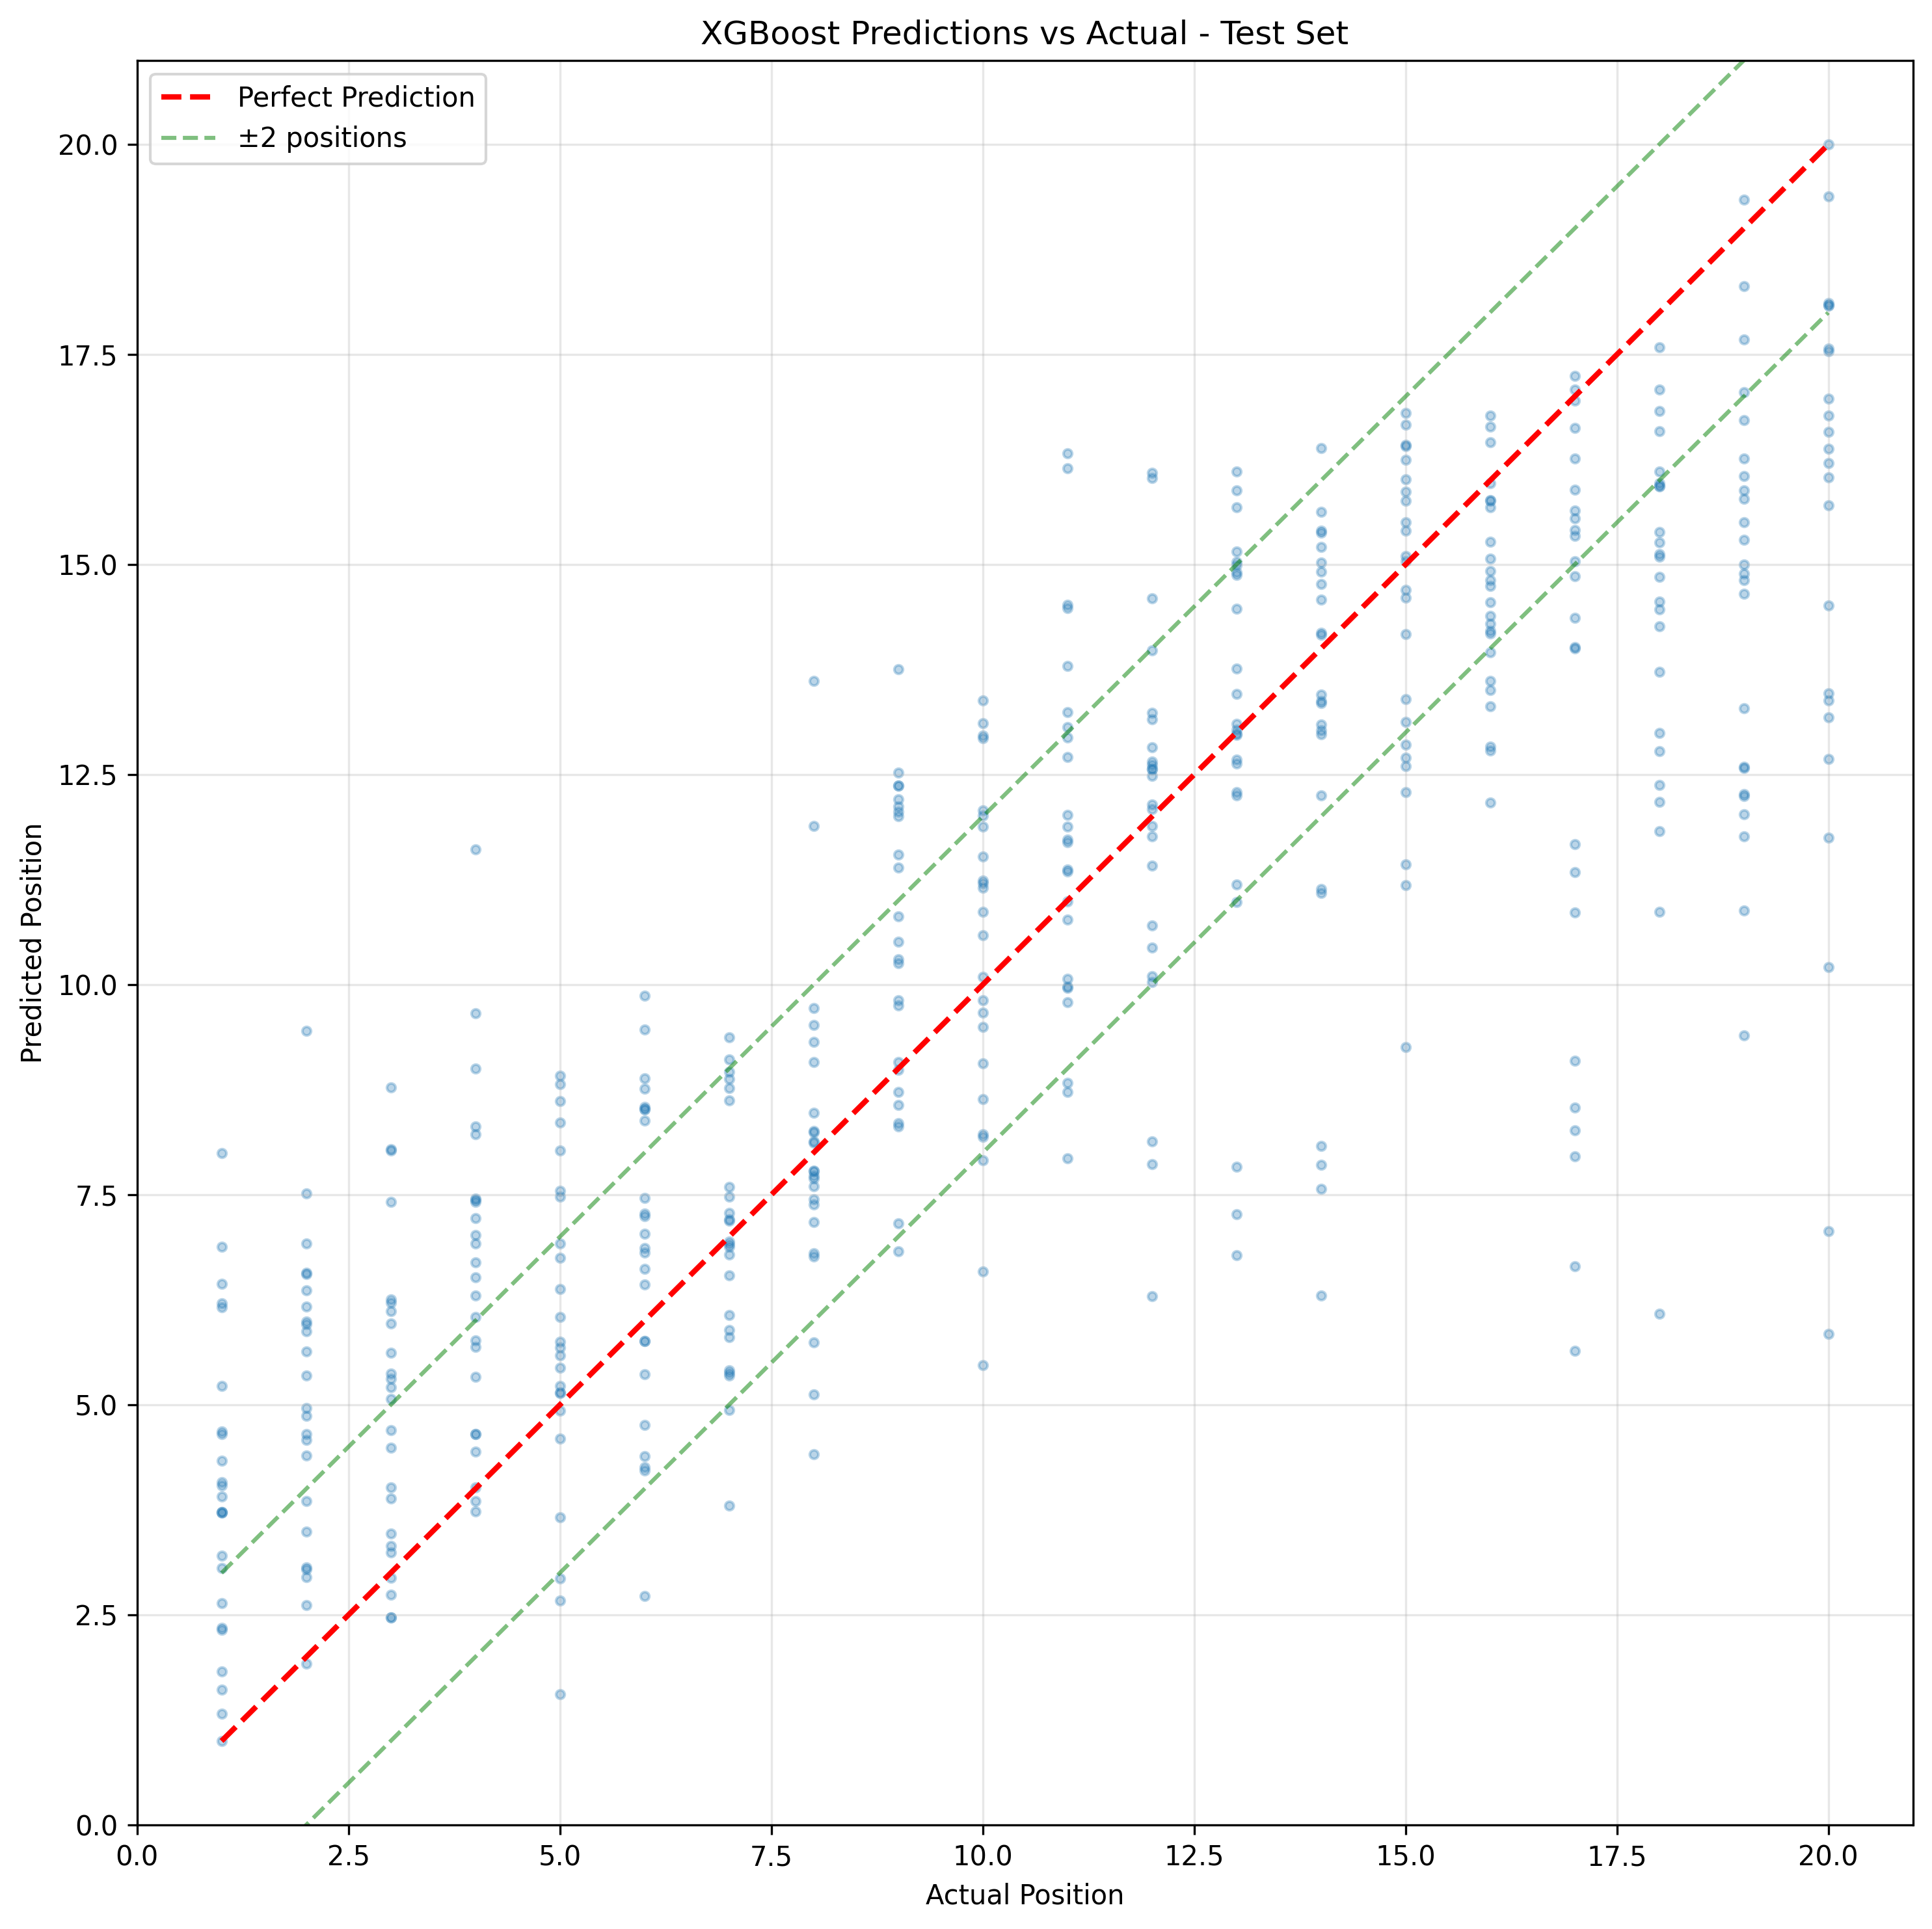 XGBoost Predictions vs Actual - Test Set
Perfect Prediction
±2 positions
20.0
17.5
15.0
12.5
10.0
7.5
5.0
2.5
0.0
Predicted Position
0.0 2.5 5.0 7.5 10.0 12.5 15.0 17.5 20.0
Actual Position